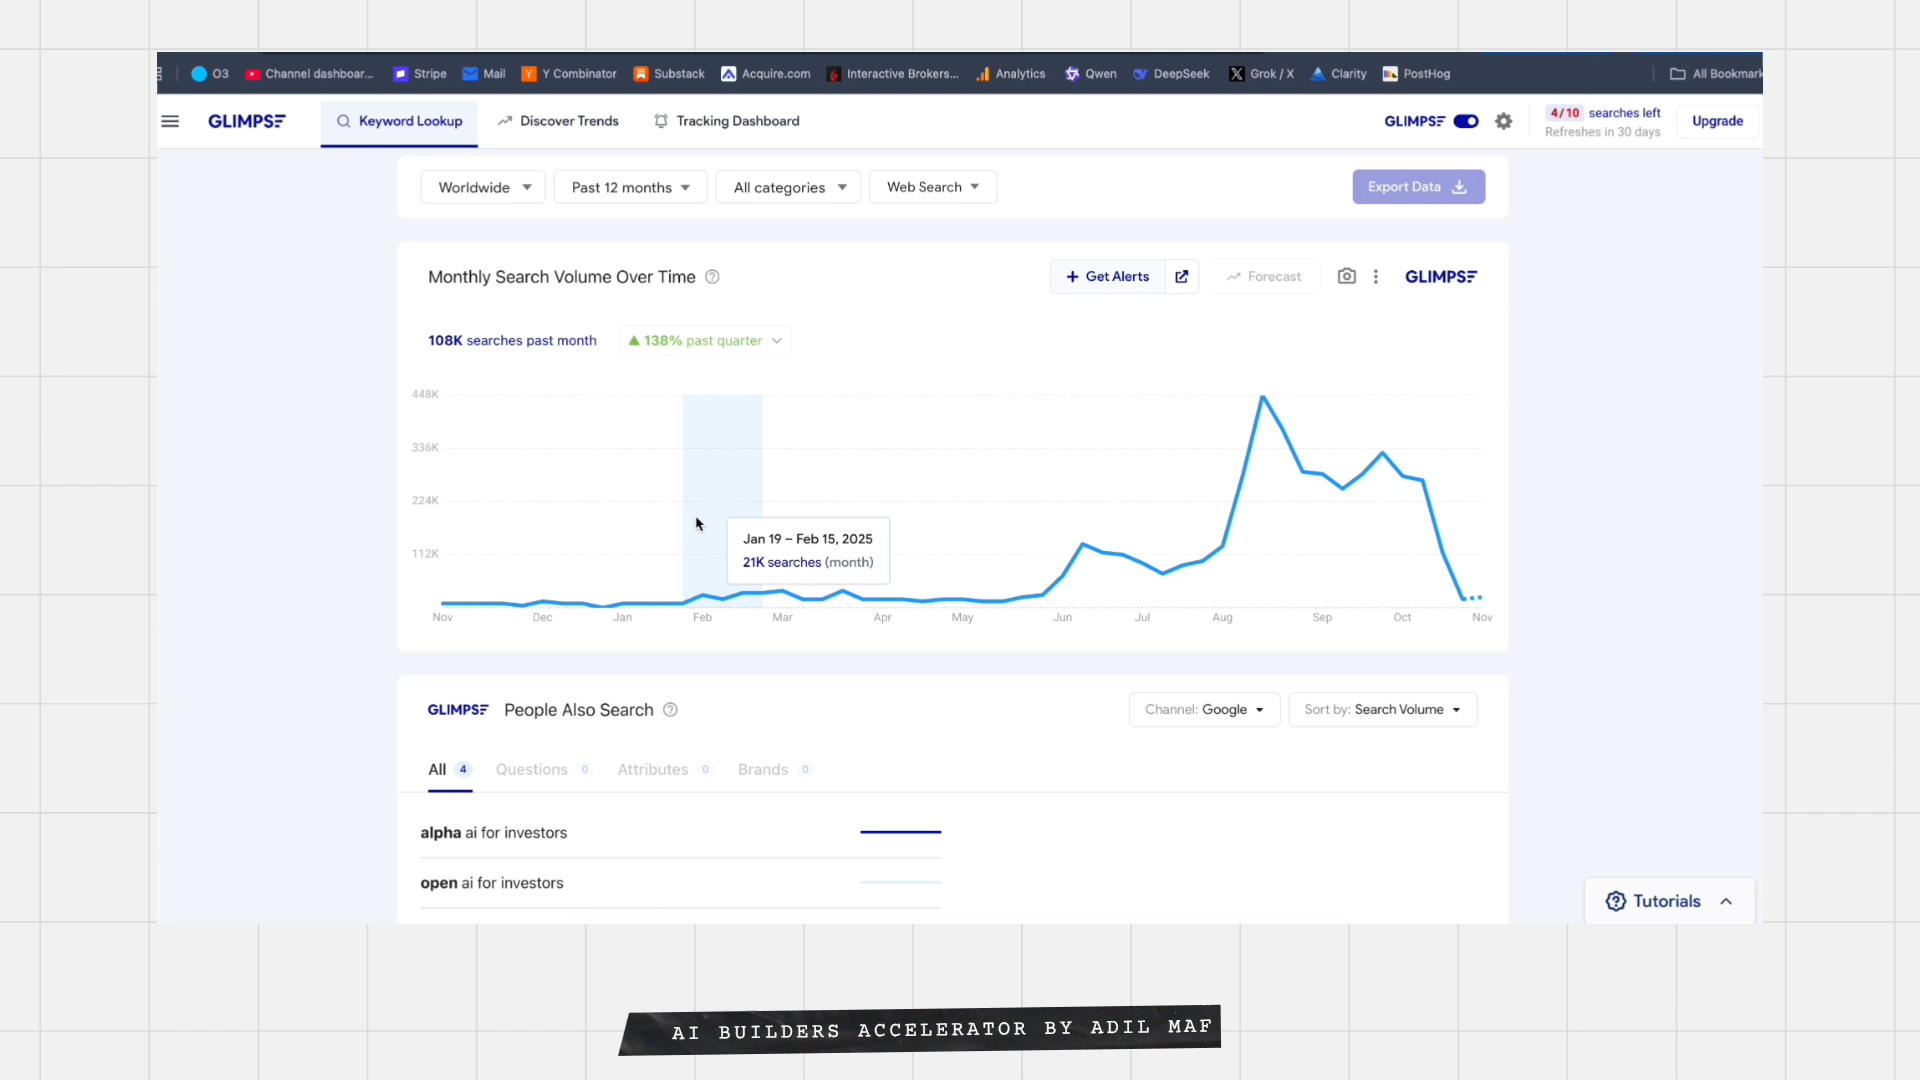 O3 Channel dashboar... Stripe Mail Y Combinator Substack Acquire.com Interactive Brokers... Analytics Qwen DeepSeek Grok / X Clarity PostHog All Bookmark
GLIMPSE Keyword Lookup Discover Trends Tracking Dashboard GLIMPSE 4/10 searches left Upgrade
Refreshes in 30 days
Worldwide Past 12 months All categories Web Search Export Data
Monthly Search Volume Over Time Get Alerts Forecast GLIMPSE
108K searches past month 138% past quarter
448K
336K
224K
112K
Jan 19 – Feb 15, 2025
21K searches (month)
Nov Dec Jan Feb Mar Apr May Jun Jul Aug Sep Oct Nov
GLIMPSE People Also Search Channel: Google Sort by: Search Volume
All 4 Questions 0 Attributes 0 Brands 0
alpha ai for investors
open ai for investors
Tutorials
AI BUILDERS ACCELERATOR BY ADIL MAF